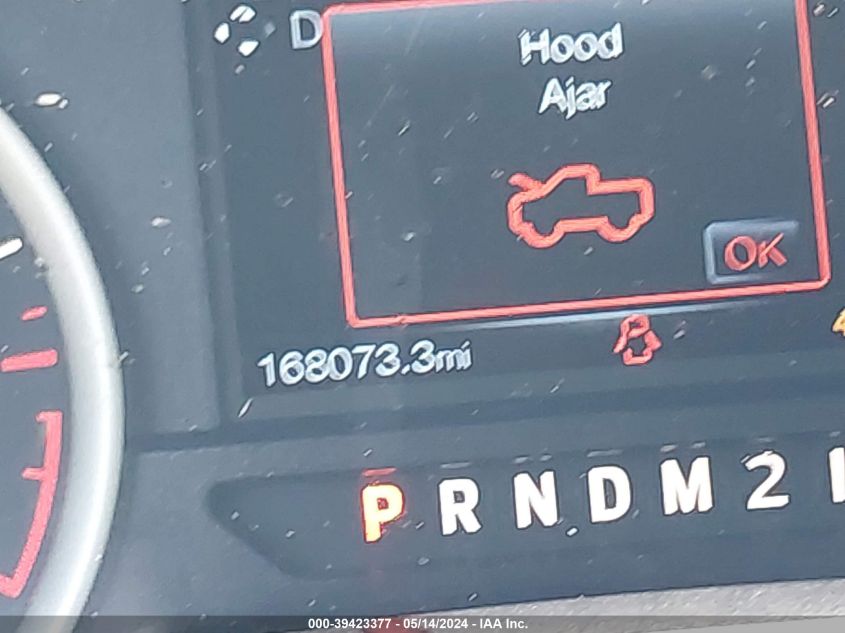 D
Hood
Ajar
OK
168073.3mi
P R N D M 2
000-39423377 - 05/14/2024 - IAA Inc.